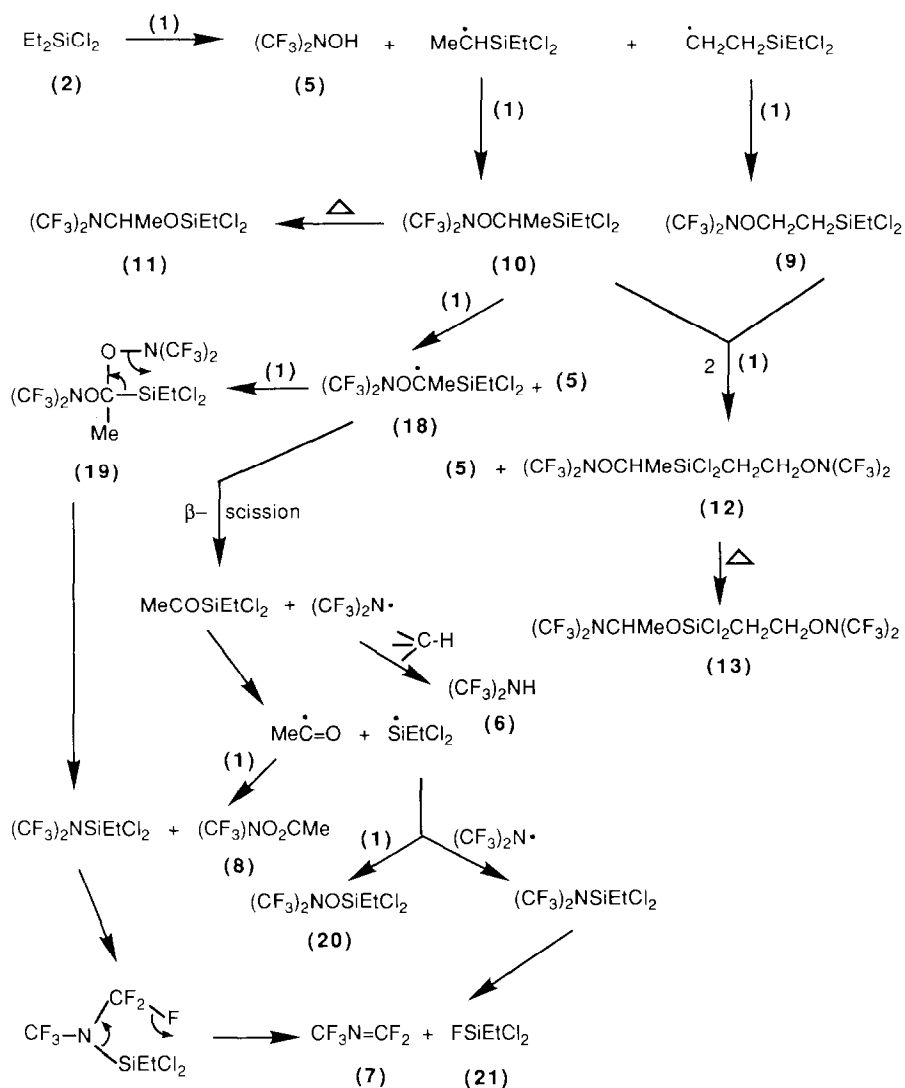 Et₂SiCl₂ (1) (CF₃)₂NOH + MeĊHSiEtCl₂ + ĊH₂CH₂SiEtCl₂
(2) (5)
(1) (1)
(CF₃)₂NCHMeOSiEtCl₂ △ (CF₃)₂NOCHMeSiEtCl₂ (CF₃)₂NOCH₂CH₂SiEtCl₂
(11) (10) (9)
(1)
O—N(CF₃)₂
(CF₃)₂NOC—SiEtCl₂ (1) (CF₃)₂NOĊMeSiEtCl₂ + (5) 2 (1)
Me
(19) (18)
(5) + (CF₃)₂NOCHMeSiCl₂CH₂CH₂ON(CF₃)₂
(12)
β– scission
△
MeCOSiEtCl₂ + (CF₃)₂N•
(CF₃)₂NCHMeOSiCl₂CH₂CH₂ON(CF₃)₂
(13)
C-H
(CF₃)₂NH
(6)
MeĊ=O + ṠiEtCl₂
(1)
(CF₃)₂NSiEtCl₂ + (CF₃)NO₂CMe (1) (CF₃)₂N•
(8)
(CF₃)₂NOSiEtCl₂ (CF₃)₂NSiEtCl₂
(20)
CF₂
F
CF₃—N
SiEtCl₂
CF₃N=CF₂ + FSiEtCl₂
(7) (21)